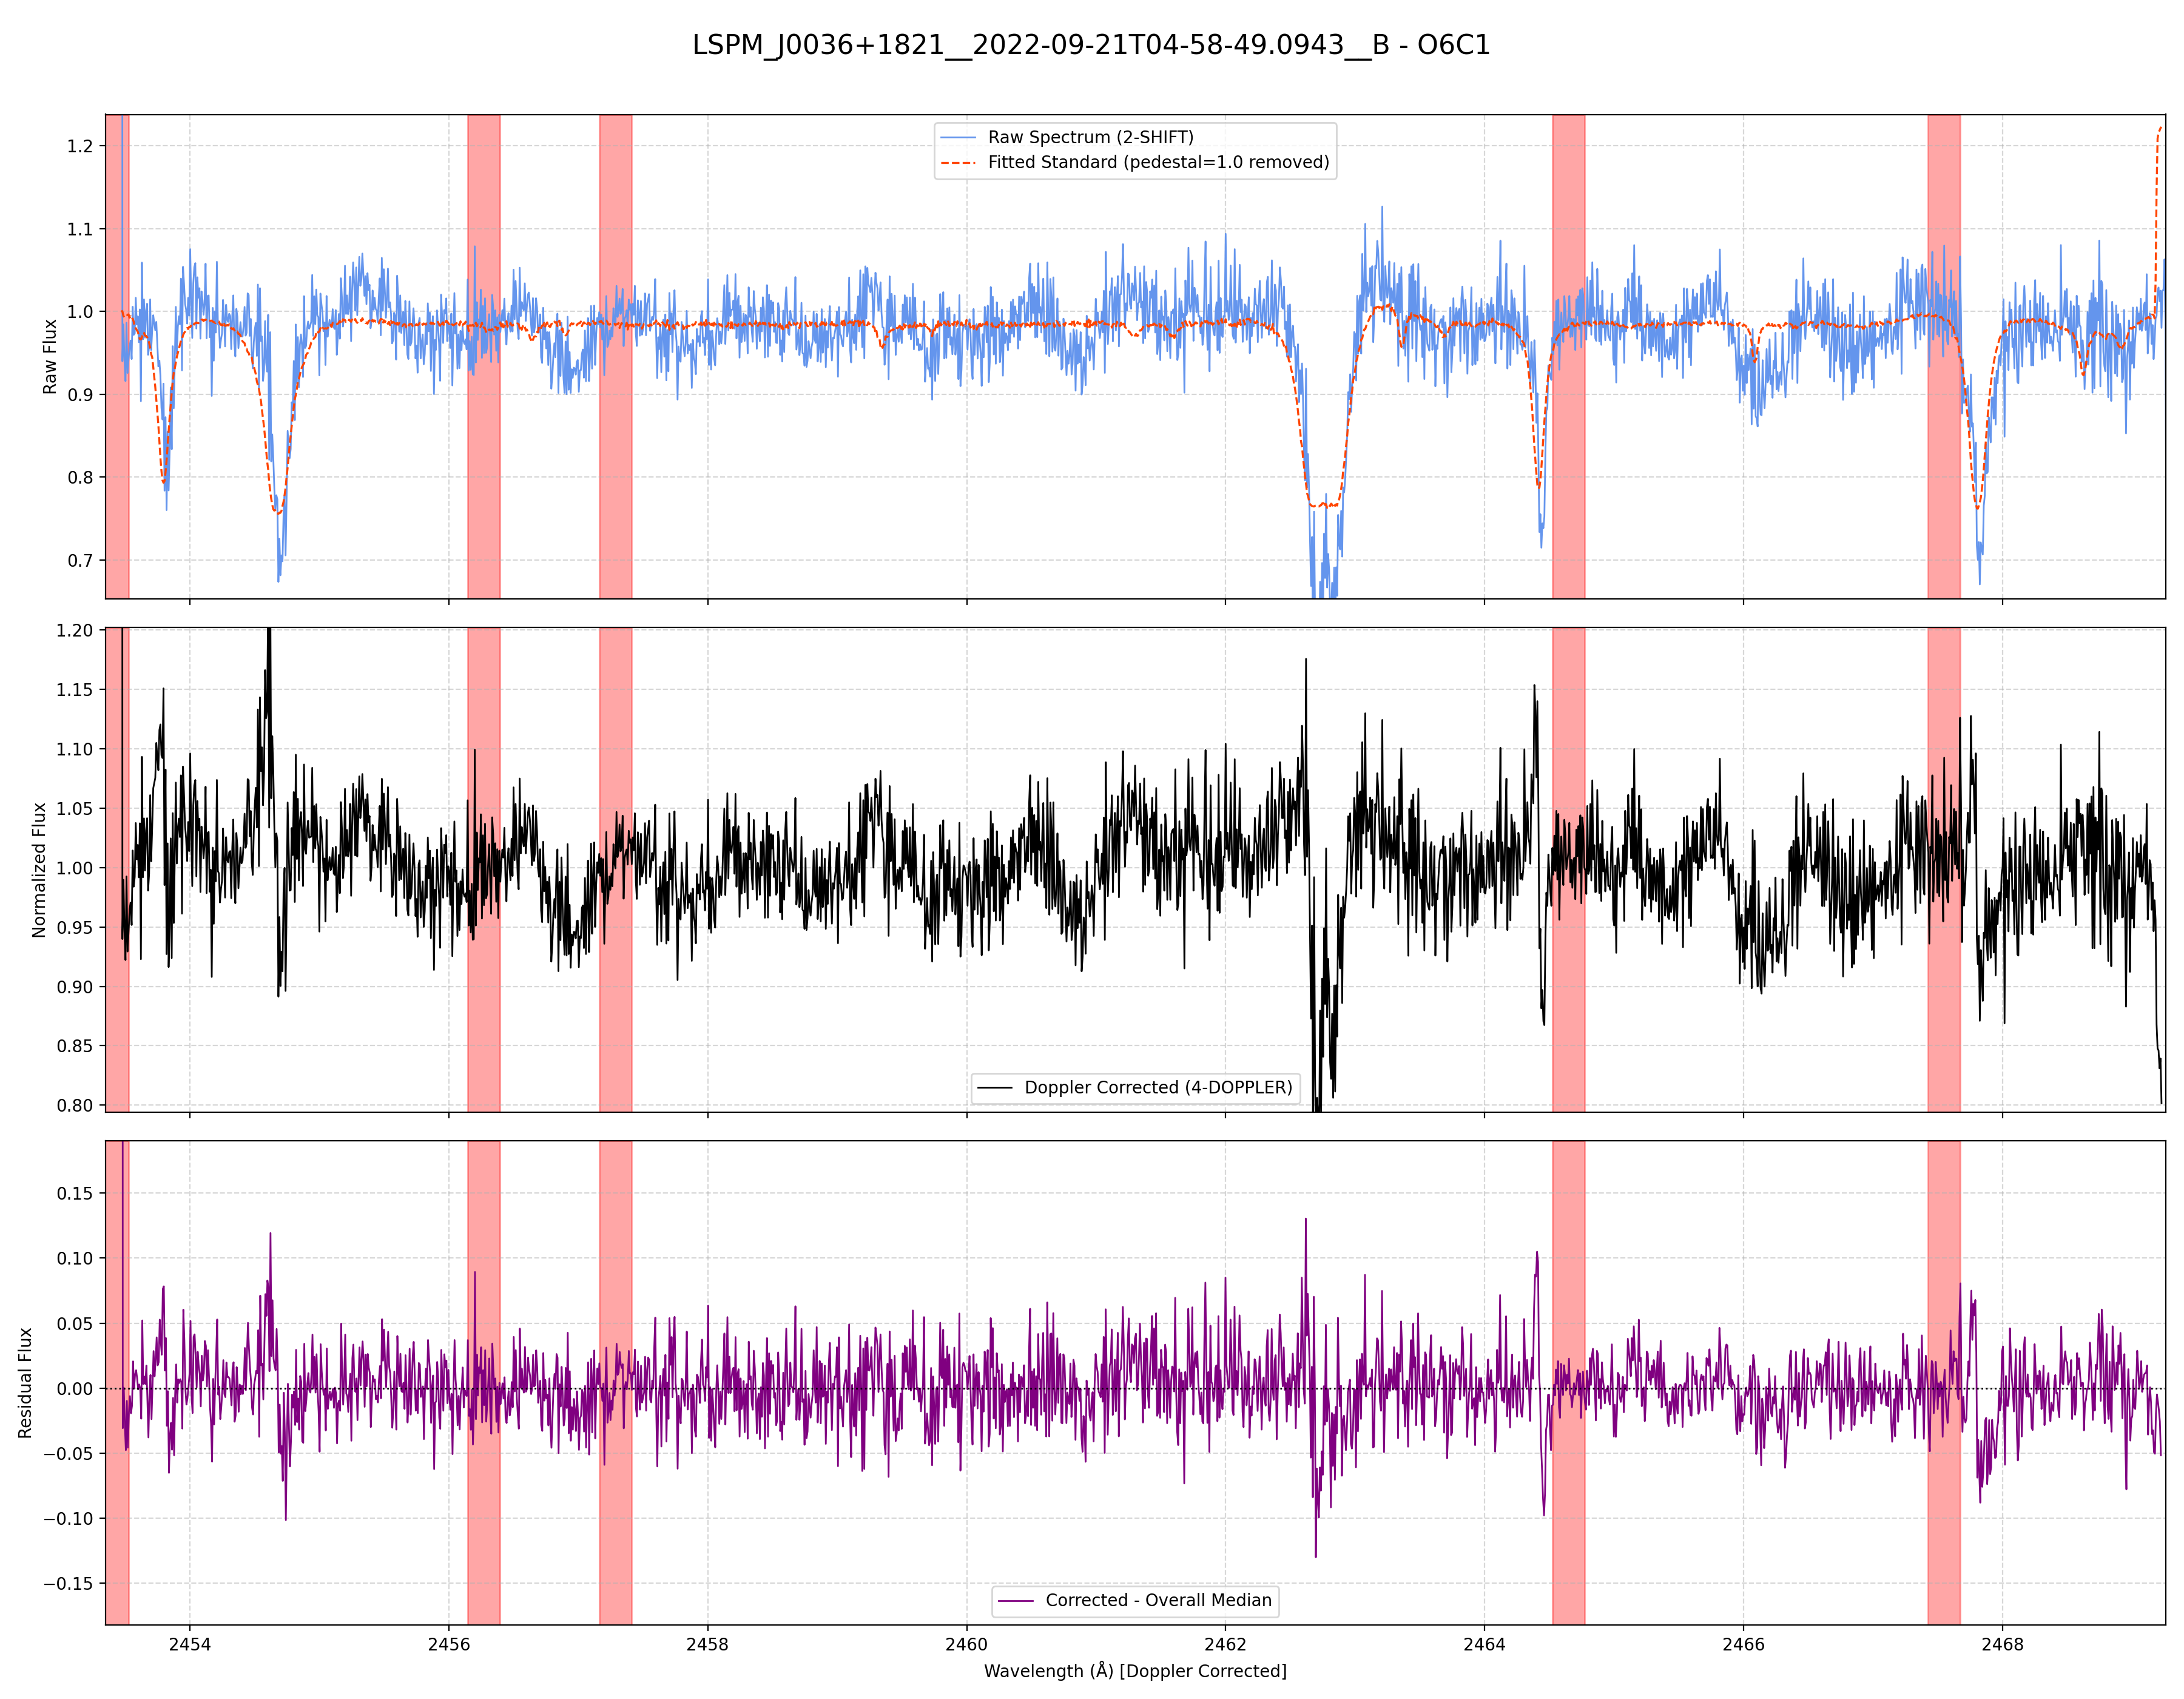 LSPM_J0036+1821__2022-09-21T04-58-49.0943__B - O6C1
Raw Spectrum (2-SHIFT)
Fitted Standard (pedestal=1.0 removed)
1.2
1.1
1.0
0.9
0.8
0.7
Raw Flux
1.20
1.15
1.10
1.05
1.00
0.95
0.90
0.85
0.80
Normalized Flux
Doppler Corrected (4-DOPPLER)
0.15
0.10
0.05
0.00
−0.05
−0.10
−0.15
Residual Flux
Corrected - Overall Median
2454 2456 2458 2460 2462 2464 2466 2468
Wavelength (Å) [Doppler Corrected]